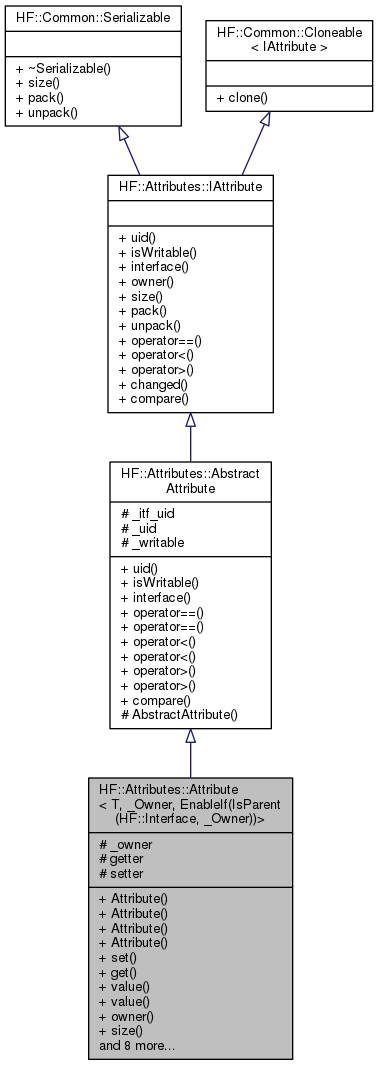 HF::Common::Serializable
+ ~Serializable()
+ size()
+ pack()
+ unpack()
HF::Common::Cloneable
< IAttribute >
+ clone()
HF::Attributes::IAttribute
+ uid()
+ isWritable()
+ interface()
+ owner()
+ size()
+ pack()
+ unpack()
+ operator==()
+ operator<()
+ operator>()
+ changed()
+ compare()
HF::Attributes::Abstract
Attribute
# _itf_uid
# _uid
# _writable
+ uid()
+ isWritable()
+ interface()
+ operator==()
+ operator==()
+ operator<()
+ operator<()
+ operator>()
+ operator>()
+ compare()
# AbstractAttribute()
HF::Attributes::Attribute
< T, _Owner, EnableIf(IsParent
(HF::Interface, _Owner))>
# _owner
# getter
# setter
+ Attribute()
+ Attribute()
+ Attribute()
+ Attribute()
+ set()
+ get()
+ value()
+ value()
+ owner()
+ size()
and 8 more...